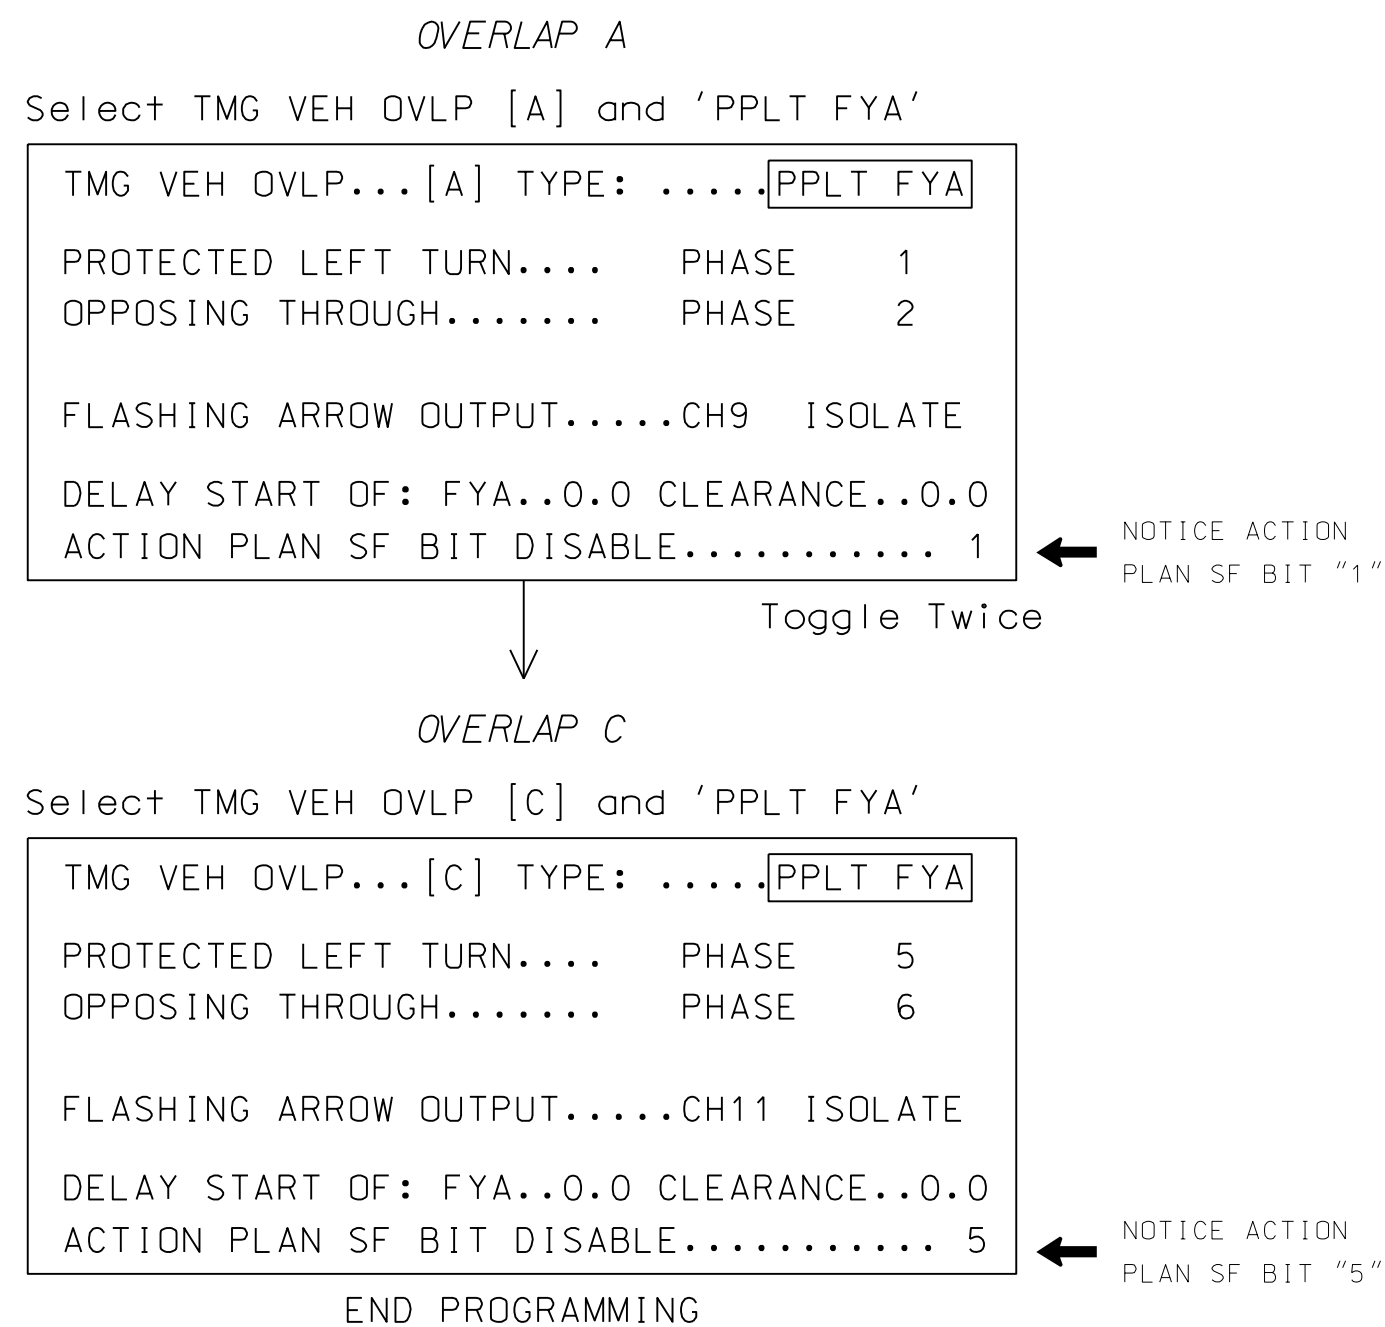 OVERLAP A
Select TMG VEH OVLP [A] and 'PPLT FYA'
TMG VEH OVLP...[A] TYPE: .....PPLT FYA
PROTECTED LEFT TURN.... PHASE 1
OPPOSING THROUGH....... PHASE 2
FLASHING ARROW OUTPUT.....CH9 ISOLATE
DELAY START OF: FYA..0.0 CLEARANCE..0.0
ACTION PLAN SF BIT DISABLE........... 1
NOTICE ACTION
PLAN SF BIT "1"
Toggle Twice
OVERLAP C
Select TMG VEH OVLP [C] and 'PPLT FYA'
TMG VEH OVLP...[C] TYPE: .....PPLT FYA
PROTECTED LEFT TURN.... PHASE 5
OPPOSING THROUGH....... PHASE 6
FLASHING ARROW OUTPUT.....CH11 ISOLATE
DELAY START OF: FYA..0.0 CLEARANCE..0.0
ACTION PLAN SF BIT DISABLE........... 5
NOTICE ACTION
PLAN SF BIT "5"
END PROGRAMMING